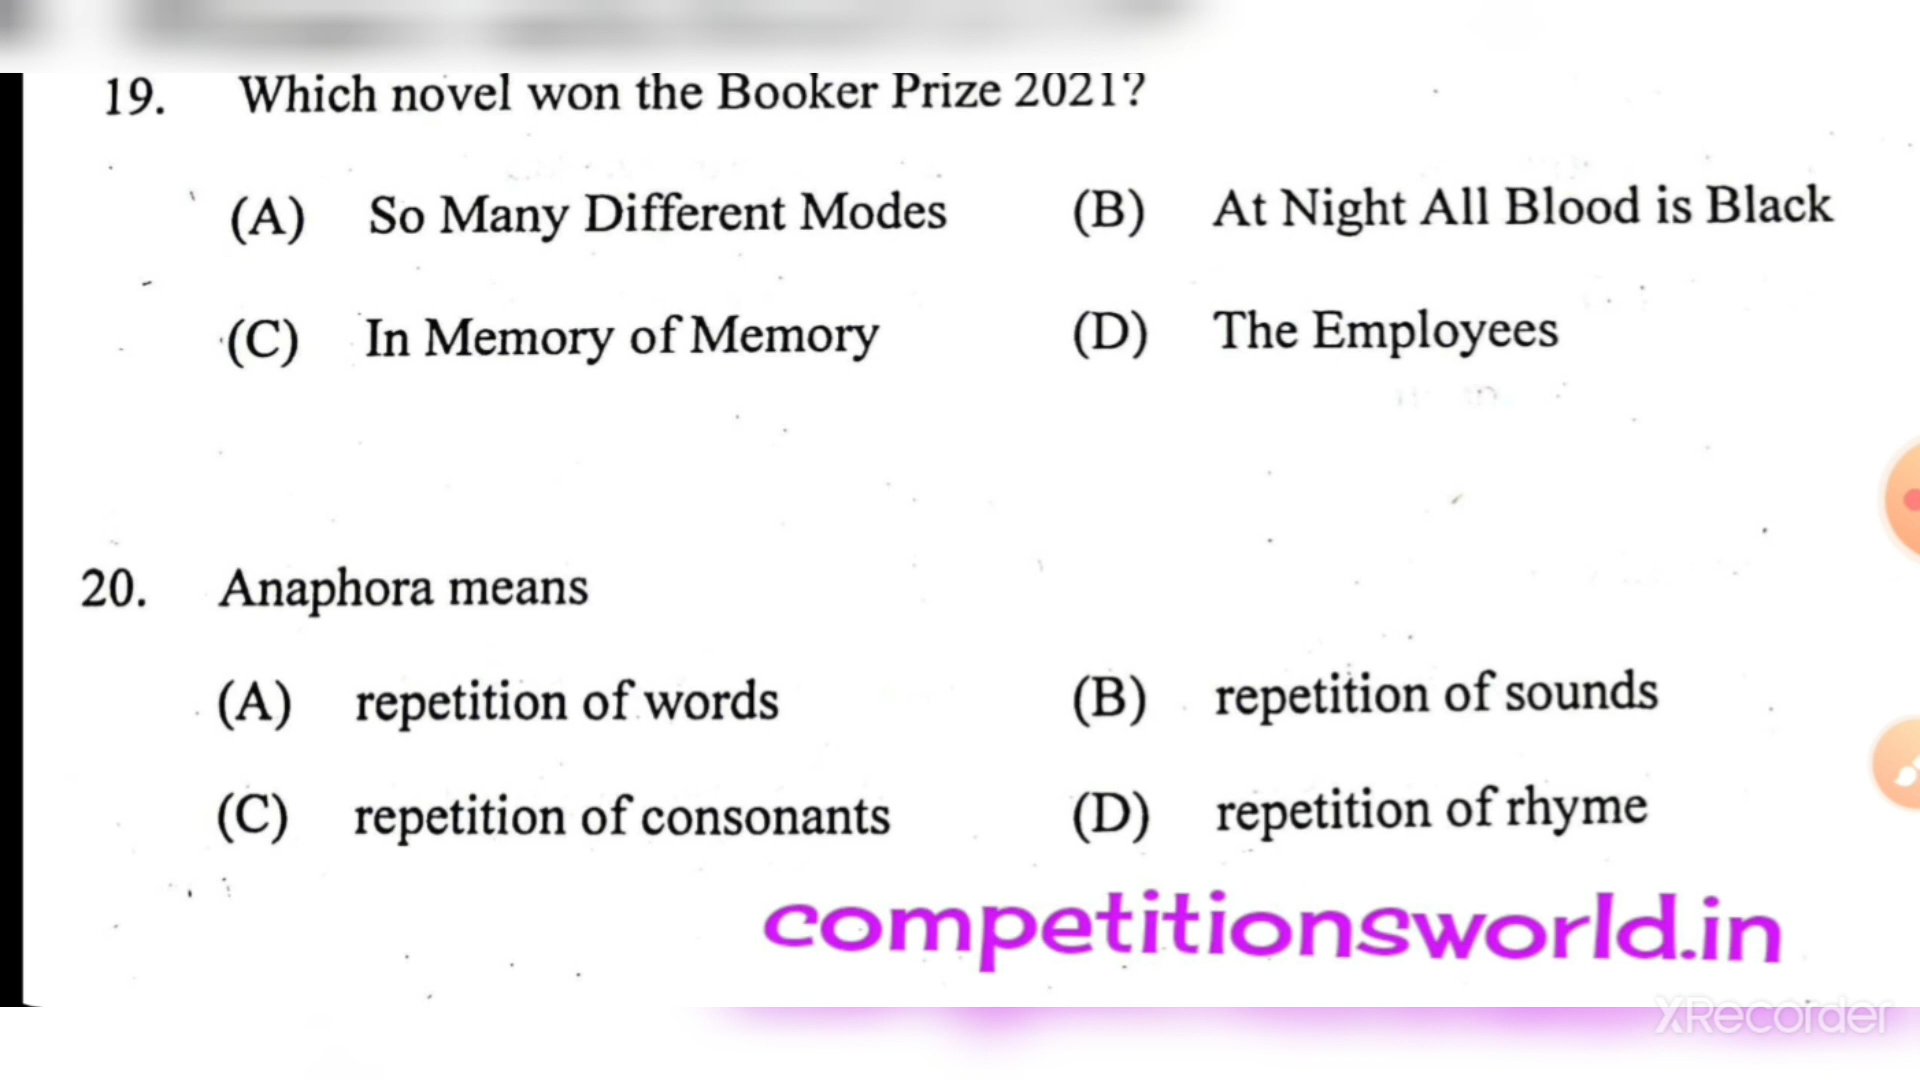 19. Which novel won the Booker Prize 2021?
(A) So Many Different Modes (B) At Night All Blood is Black
(C) In Memory of Memory (D) The Employees
20. Anaphora means
(A) repetition of words (B) repetition of sounds
(C) repetition of consonants (D) repetition of rhyme
competitionsworld.in
XRecorder